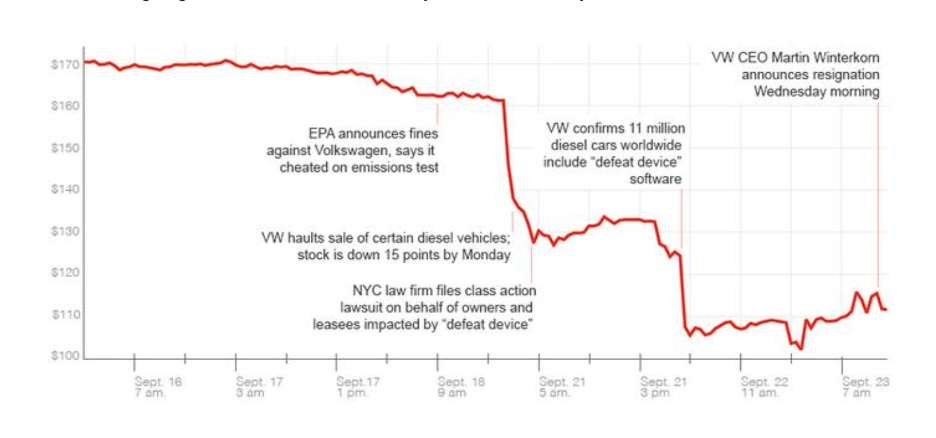 $170
$160
$150
$140
$130
$120
$110
$100
VW CEO Martin Winterkorn
announces resignation
Wednesday morning
EPA announces fines
against Volkswagen, says it
cheated on emissions test
VW confirms 11 million
diesel cars worldwide
include “defeat device”
software
VW haults sale of certain diesel vehicles;
stock is down 15 points by Monday
NYC law firm files class action
lawsuit on behalf of owners and
leasees impacted by “defeat device”
Sept. 16
7 am.
Sept. 17
3 am
Sept.17
1 pm.
Sept. 18
9 am
Sept. 21
5 am.
Sept. 21
3 pm
Sept. 22
11 am.
Sept. 23
7 am